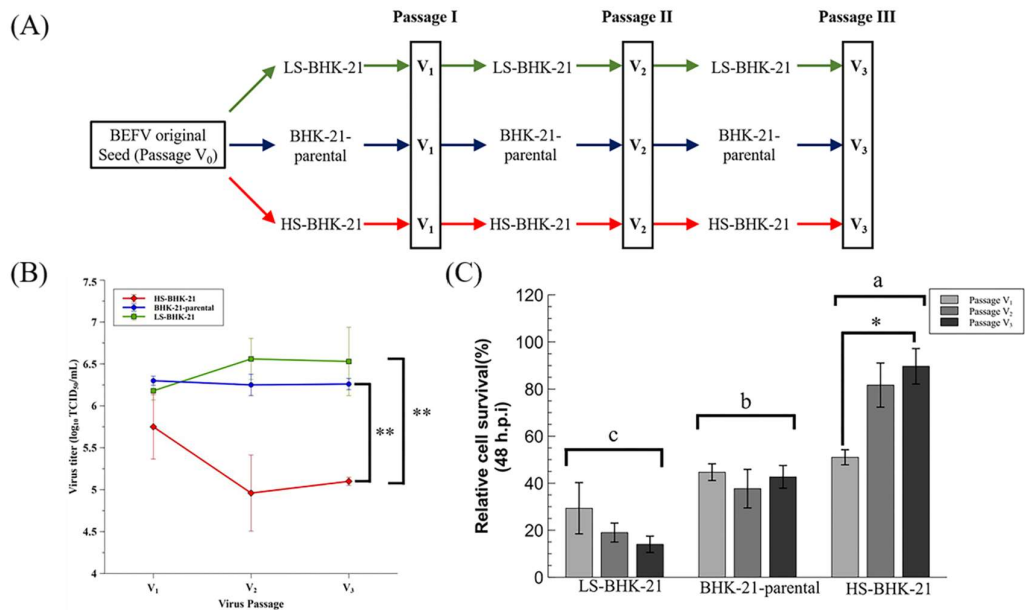 (A)
Passage I
Passage II
Passage III
LS-BHK-21
V₁
LS-BHK-21
V₂
LS-BHK-21
V₃
BEFV original
Seed (Passage V₀)
BHK-21-
parental
V₁
BHK-21-
parental
V₂
BHK-21-
parental
V₃
HS-BHK-21
V₁
HS-BHK-21
V₂
HS-BHK-21
V₃
(B)
Virus titer (log₁₀ TCID₅₀/mL)
7.5
7
6.5
6
5.5
5
4.5
4
HS-BHK-21
BHK-21-parental
LS-BHK-21
**
**
V₁
V₂
V₃
Virus Passage
(C)
Relative cell survival(%)
(48 h.p.i)
120
100
80
60
40
20
0
c
b
a
*
Passage V₁
Passage V₂
Passage V₃
LS-BHK-21
BHK-21-parental
HS-BHK-21